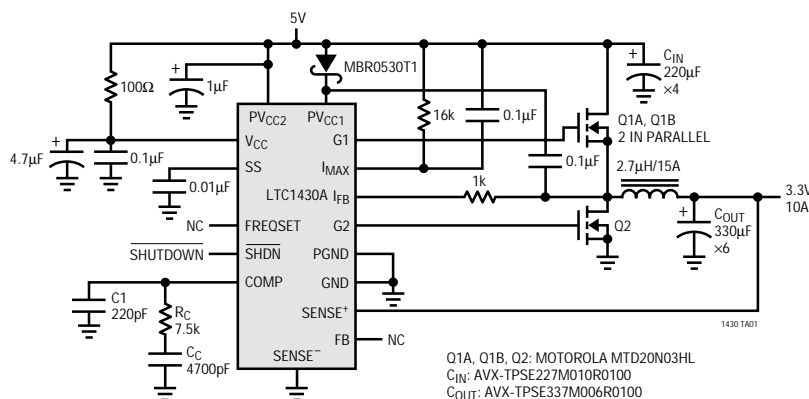 5V
MBR0530T1
+
1µF
100Ω
+
C_IN
220µF
×4
PV_CC2
PV_CC1
16k
0.1µF
Q1A, Q1B
2 IN PARALLEL
V_CC
G1
+
4.7µF
0.1µF
SS
I_MAX
0.1µF
2.7µH/15A
0.01µF
LTC1430A
I_FB
1k
3.3V
10A
NC
FREQSET
G2
Q2
+
C_OUT
330µF
×6
SHUTDOWN
SHDN
PGND
COMP
GND
C1
220pF
R_C
7.5k
SENSE+
1430 TA01
FB
NC
C_C
4700pF
SENSE−
Q1A, Q1B, Q2: MOTOROLA MTD20N03HL
C_IN: AVX-TPSE227M010R0100
C_OUT: AVX-TPSE337M006R0100